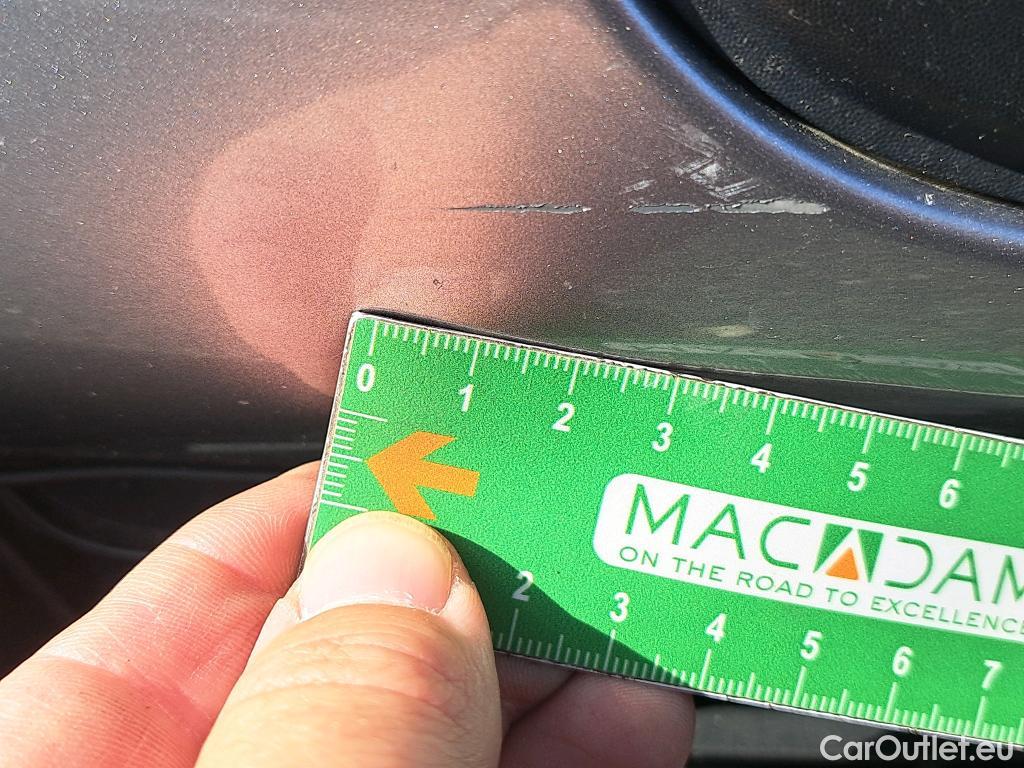 0 1 2 3 4 5 6
MACADAM
ON THE ROAD TO EXCELLENCE
2 3 4 5 6 7
CarOutlet.eu